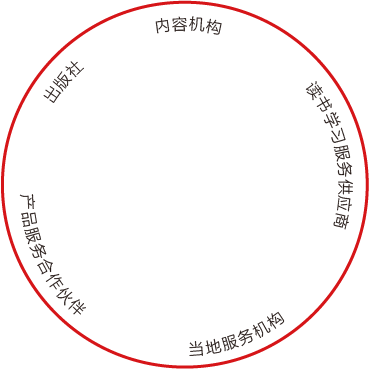 内容机构
读书学习服务供应商
当地服务机构
产品服务合作伙伴
出版社